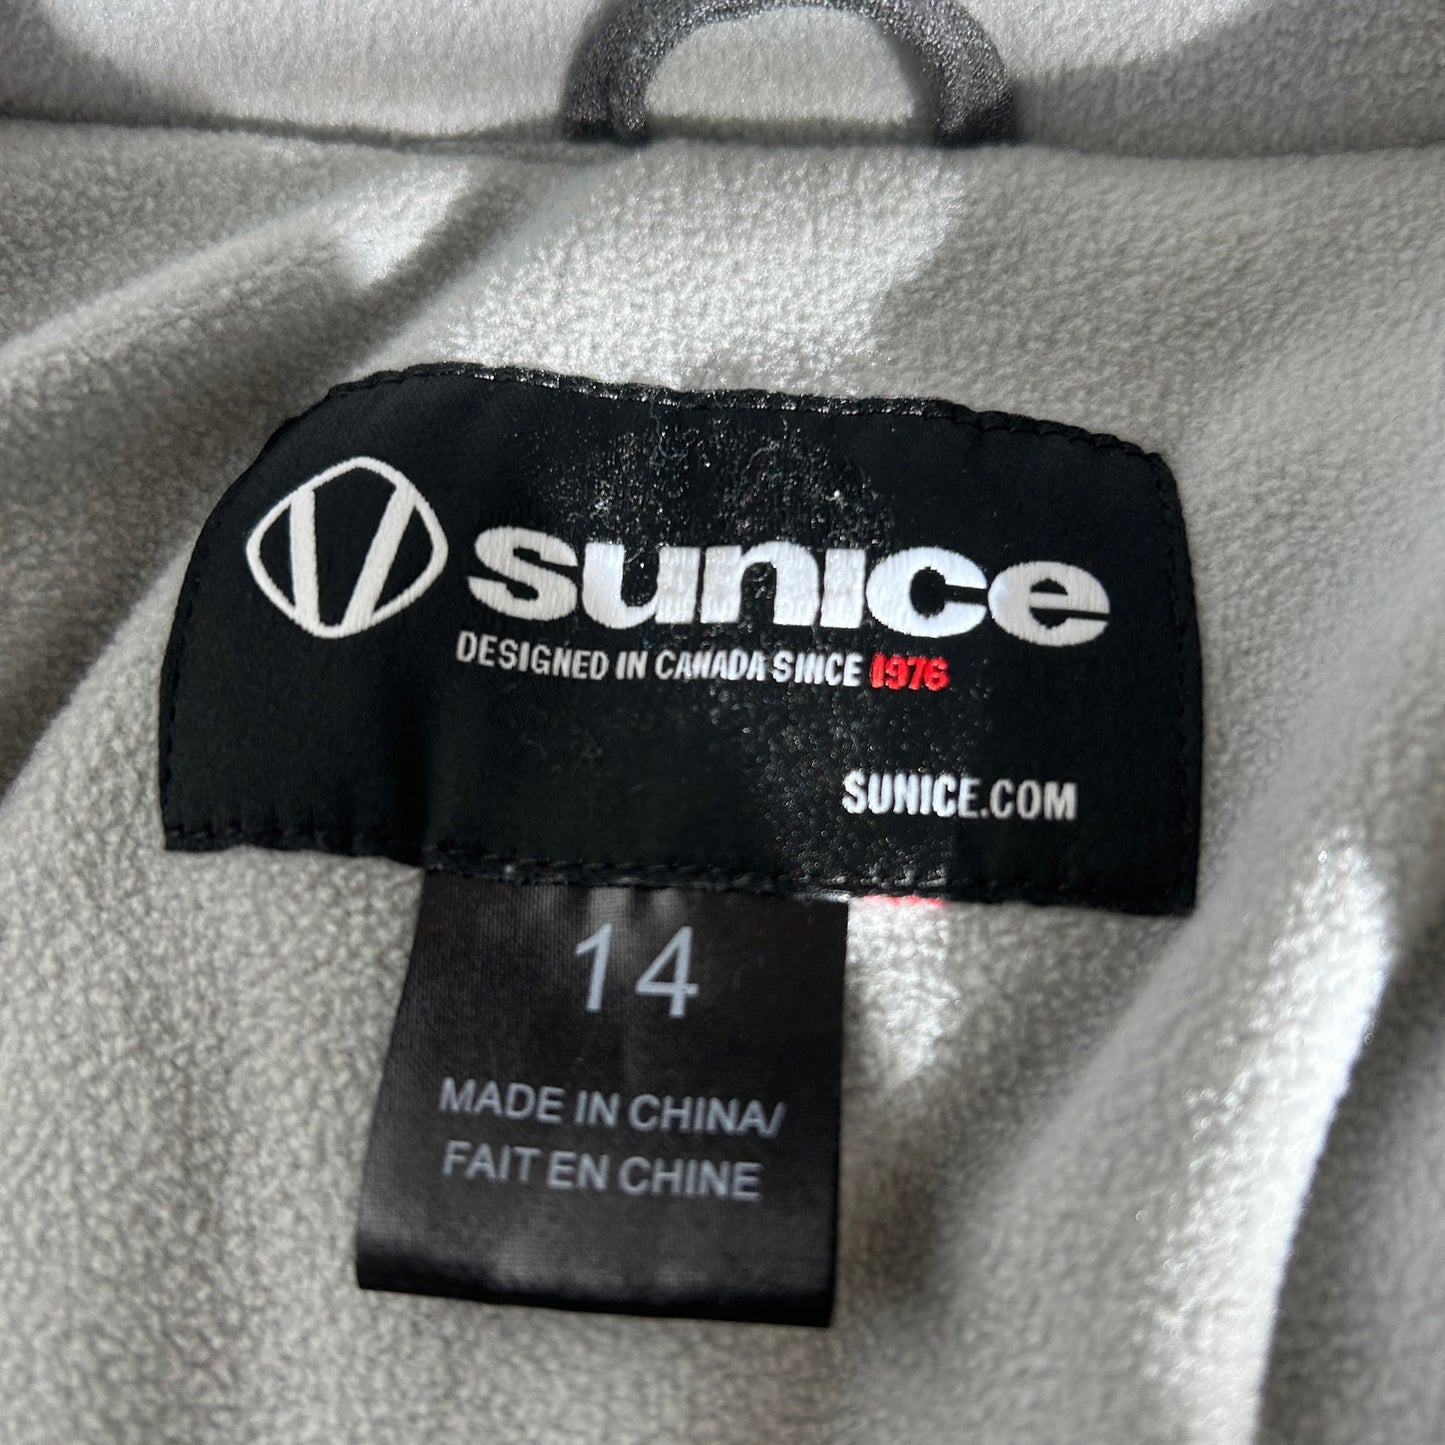 sunice
DESIGNED IN CANADA SINCE 1976
SUNICE.COM
14
MADE IN CHINA/
FAIT EN CHINE